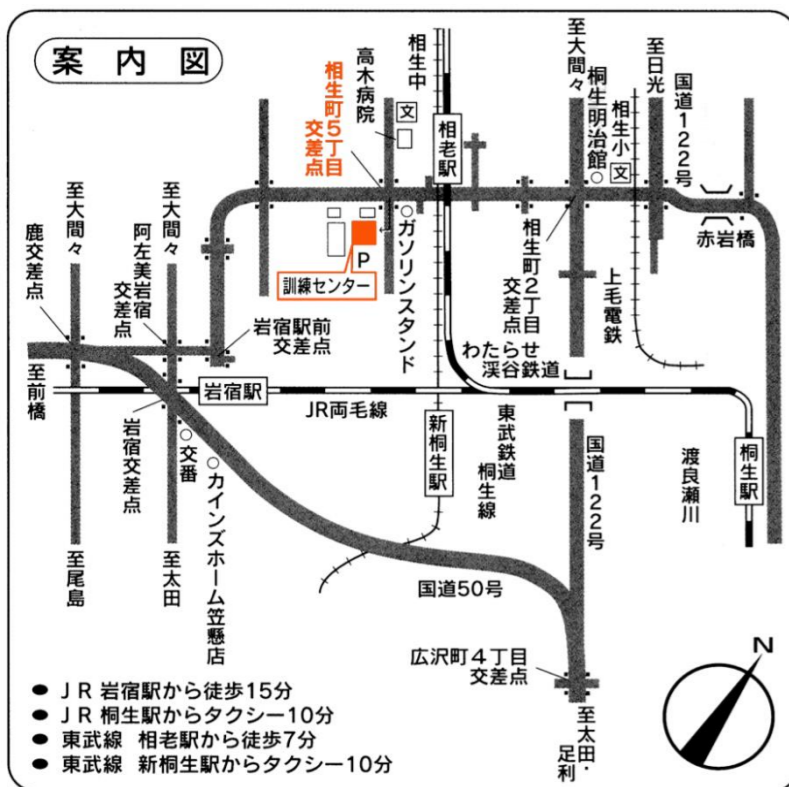 案内図
高木病院
相生中
文
相生町5丁目
交差点
相老駅
至大間々
桐生明治館
相生小
文
至日光
国道122号
赤岩橋
至大間々
鹿交差点
至大間々
阿左美岩宿
交差点
P
訓練センター
ガソリンスタンド
相生町2丁目
交差点
上毛電鉄
岩宿駅前
交差点
わたらせ
渓谷鉄道
至前橋
岩宿駅
JR両毛線
岩宿交差点
交番
カインズホーム笠懸店
新桐生駅
東武鉄道
桐生線
国道122号
渡良瀬川
桐生駅
至尾島
至太田
国道50号
広沢町4丁目
交差点
至太田・
足利
N
● JR 岩宿駅から徒歩15分
● JR 桐生駅からタクシー10分
● 東武線 相老駅から徒歩7分
● 東武線 新桐生駅からタクシー10分